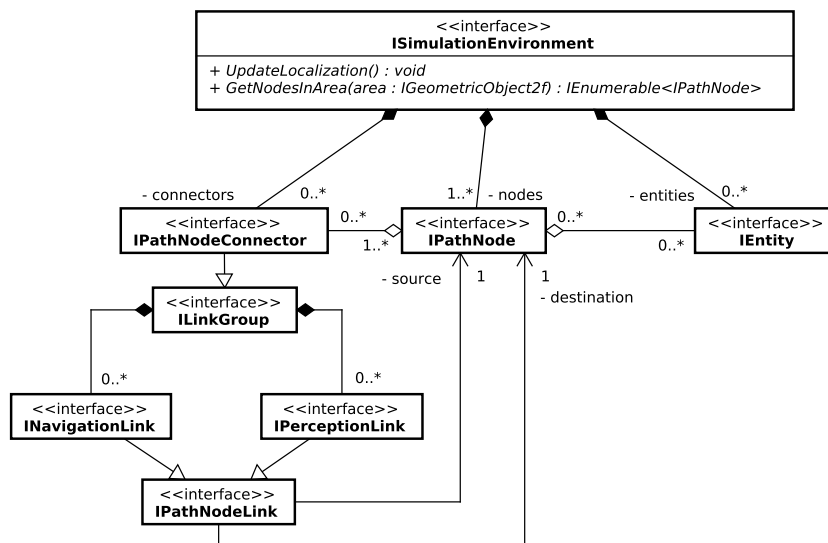 <<interface>>
ISimulationEnvironment
+ UpdateLocalization() : void
+ GetNodesInArea(area : IGeometricObject2f) : IEnumerable<IPathNode>
- connectors
0..*
1..*
- nodes
- entities
0..*
<<interface>>
IPathNodeConnector
0..*
1..*
<<interface>>
IPathNode
0..*
0..*
<<interface>>
IEntity
- source
1
1
- destination
<<interface>>
ILinkGroup
0..*
0..*
<<interface>>
INavigationLink
<<interface>>
IPerceptionLink
<<interface>>
IPathNodeLink